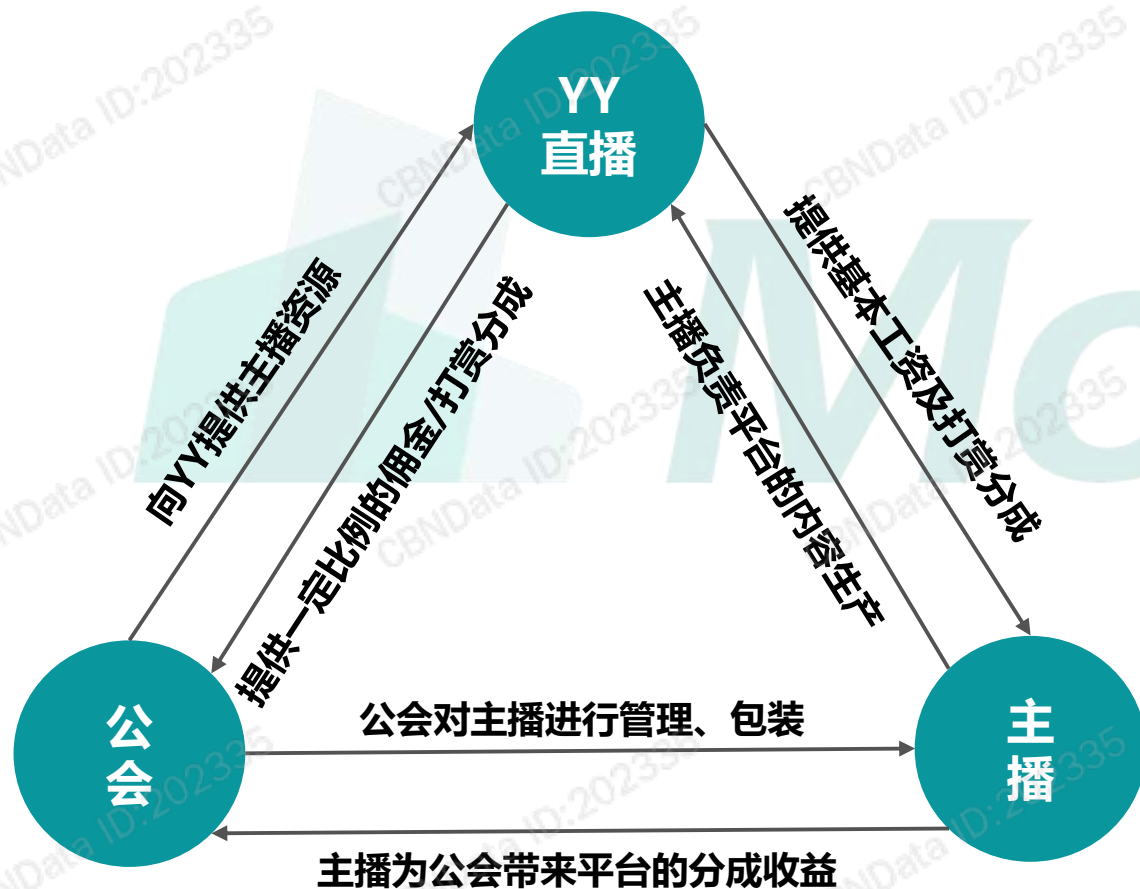 CBNData ID:202335
YY
直播
向YY提供主播资源
提供一定比例的佣金/打赏分成
主播负责平台的内容生产
提供基本工资及打赏分成
Mo
公
会
公会对主播进行管理、包装
主
播
主播为公会带来平台的分成收益